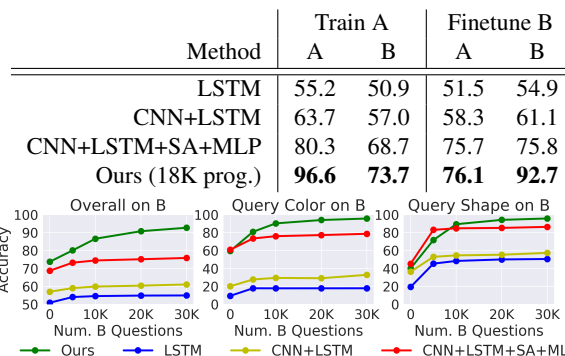 Train A Finetune B
Method A B A B
LSTM 55.2 50.9 51.5 54.9
CNN+LSTM 63.7 57.0 58.3 61.1
CNN+LSTM+SA+MLP 80.3 68.7 75.7 75.8
Ours (18K prog.) 96.6 73.7 76.1 92.7
Overall on B Query Color on B Query Shape on B
100 100 100
90 80 80
80 60 60
70 40 40
60 20 20
50 0 0
Accuracy
0 10K 20K 30K 0 10K 20K 30K 0 10K 20K 30K
Num. B Questions Num. B Questions Num. B Questions
Ours LSTM CNN+LSTM CNN+LSTM+SA+ML